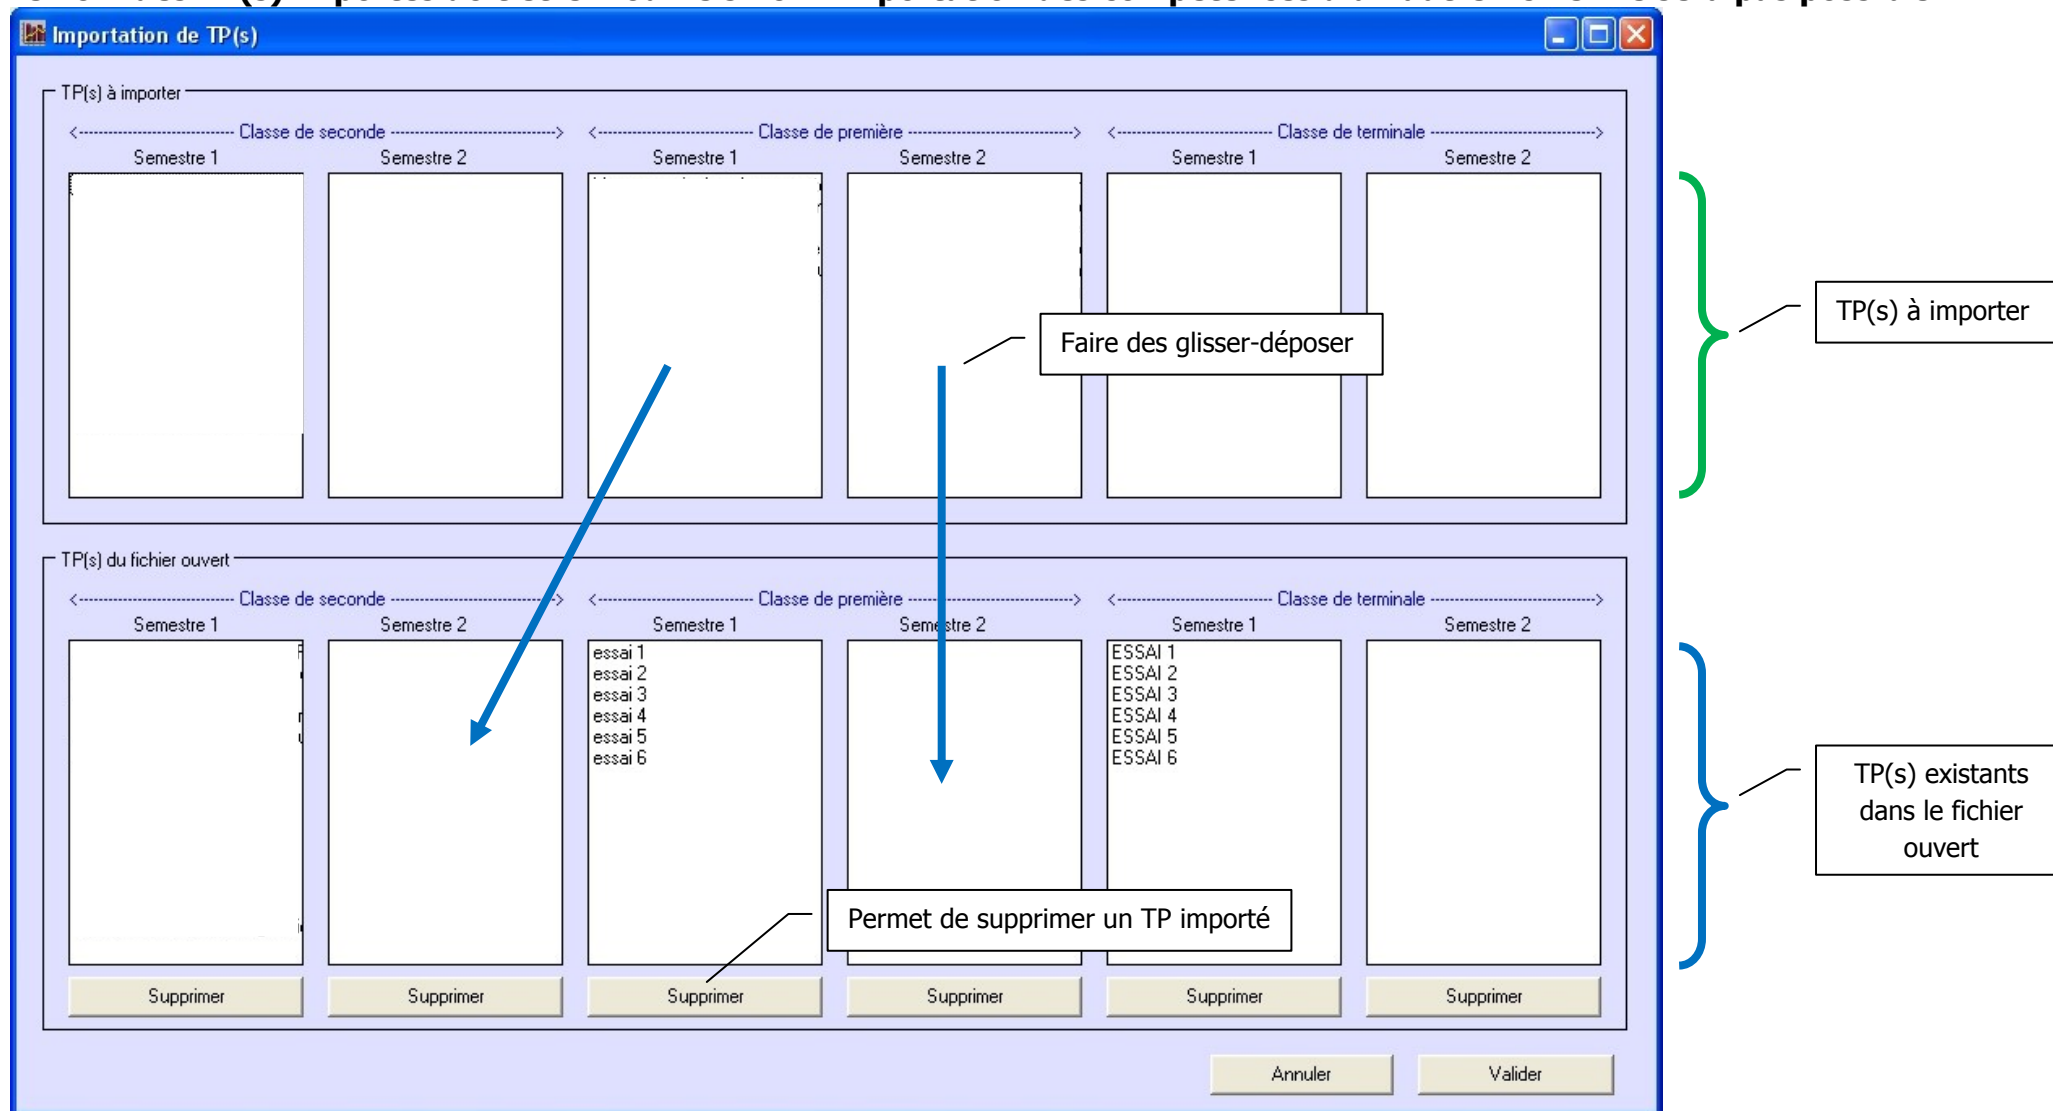 Importation de TP(s)
TP(s) à importer
<---------------------------- Classe de seconde ------------------------------> <---------------------------- Classe de première ------------------------------> <---------------------------- Classe de terminale ------------------------------>
Semestre 1 Semestre 2 Semestre 1 Semestre 2 Semestre 1 Semestre 2
TP(s) à importer
Faire des glisser-déposer
TP(s) du fichier ouvert
<---------------------------- Classe de seconde ------------------------------> <---------------------------- Classe de première ------------------------------> <---------------------------- Classe de terminale ------------------------------>
Semestre 1 Semestre 2 Semestre 1 Semestre 2 Semestre 1 Semestre 2
essai 1
essai 2
essai 3
essai 4
essai 5
essai 6
ESSAI 1
ESSAI 2
ESSAI 3
ESSAI 4
ESSAI 5
ESSAI 6
TP(s) existants
dans le fichier
ouvert
Permet de supprimer un TP importé
Supprimer Supprimer Supprimer Supprimer Supprimer Supprimer
Annuler Valider